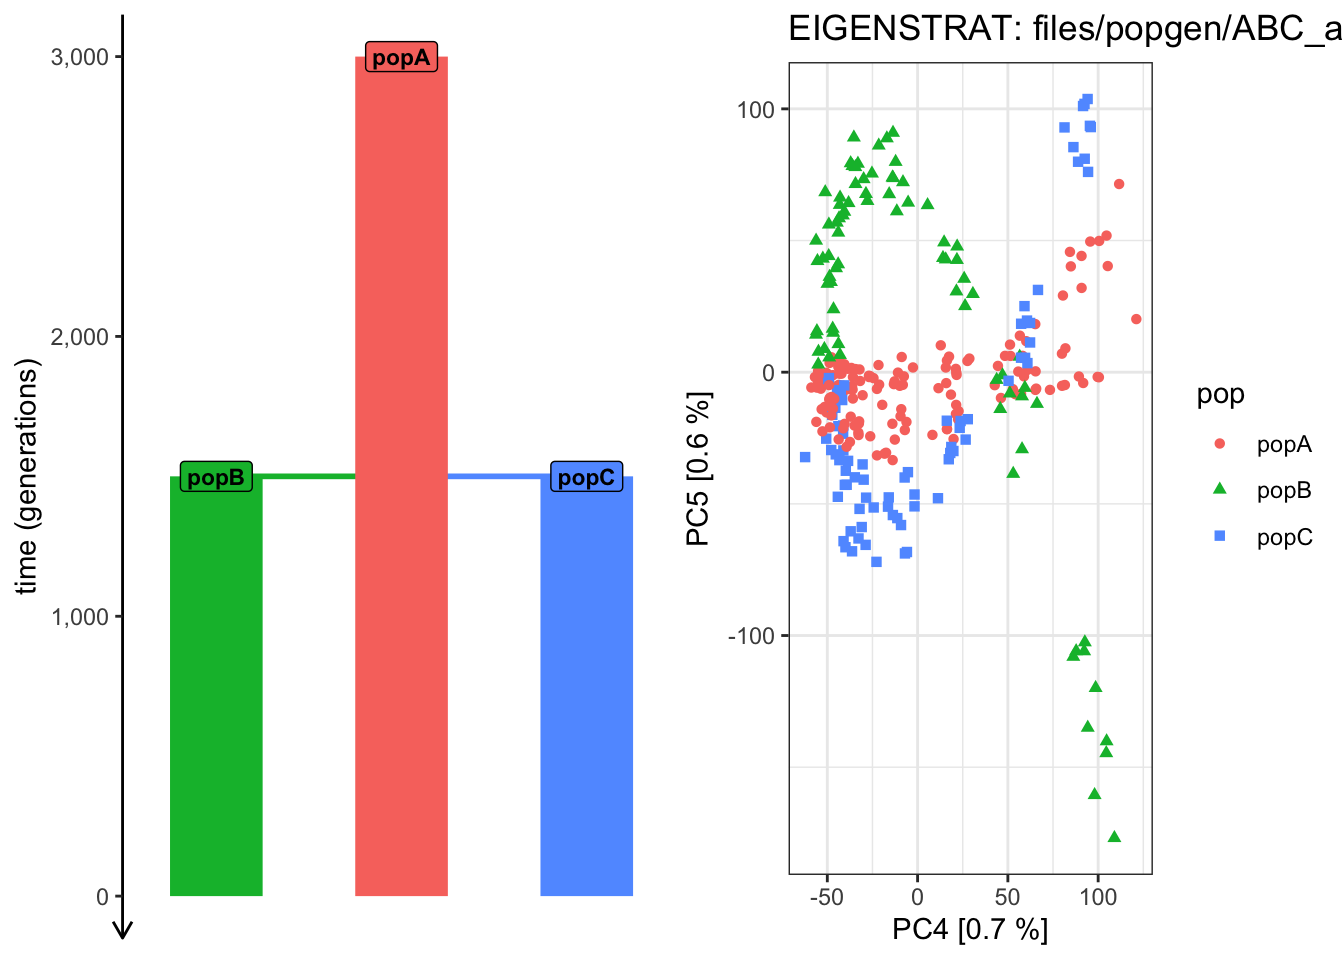 time (generations)
3,000
2,000
1,000
0
popA
popB
popC
EIGENSTRAT: files/popgen/ABC_a
PC5 [0.6 %]
100
0
-100
-50
0
50
100
PC4 [0.7 %]
pop
popA
popB
popC